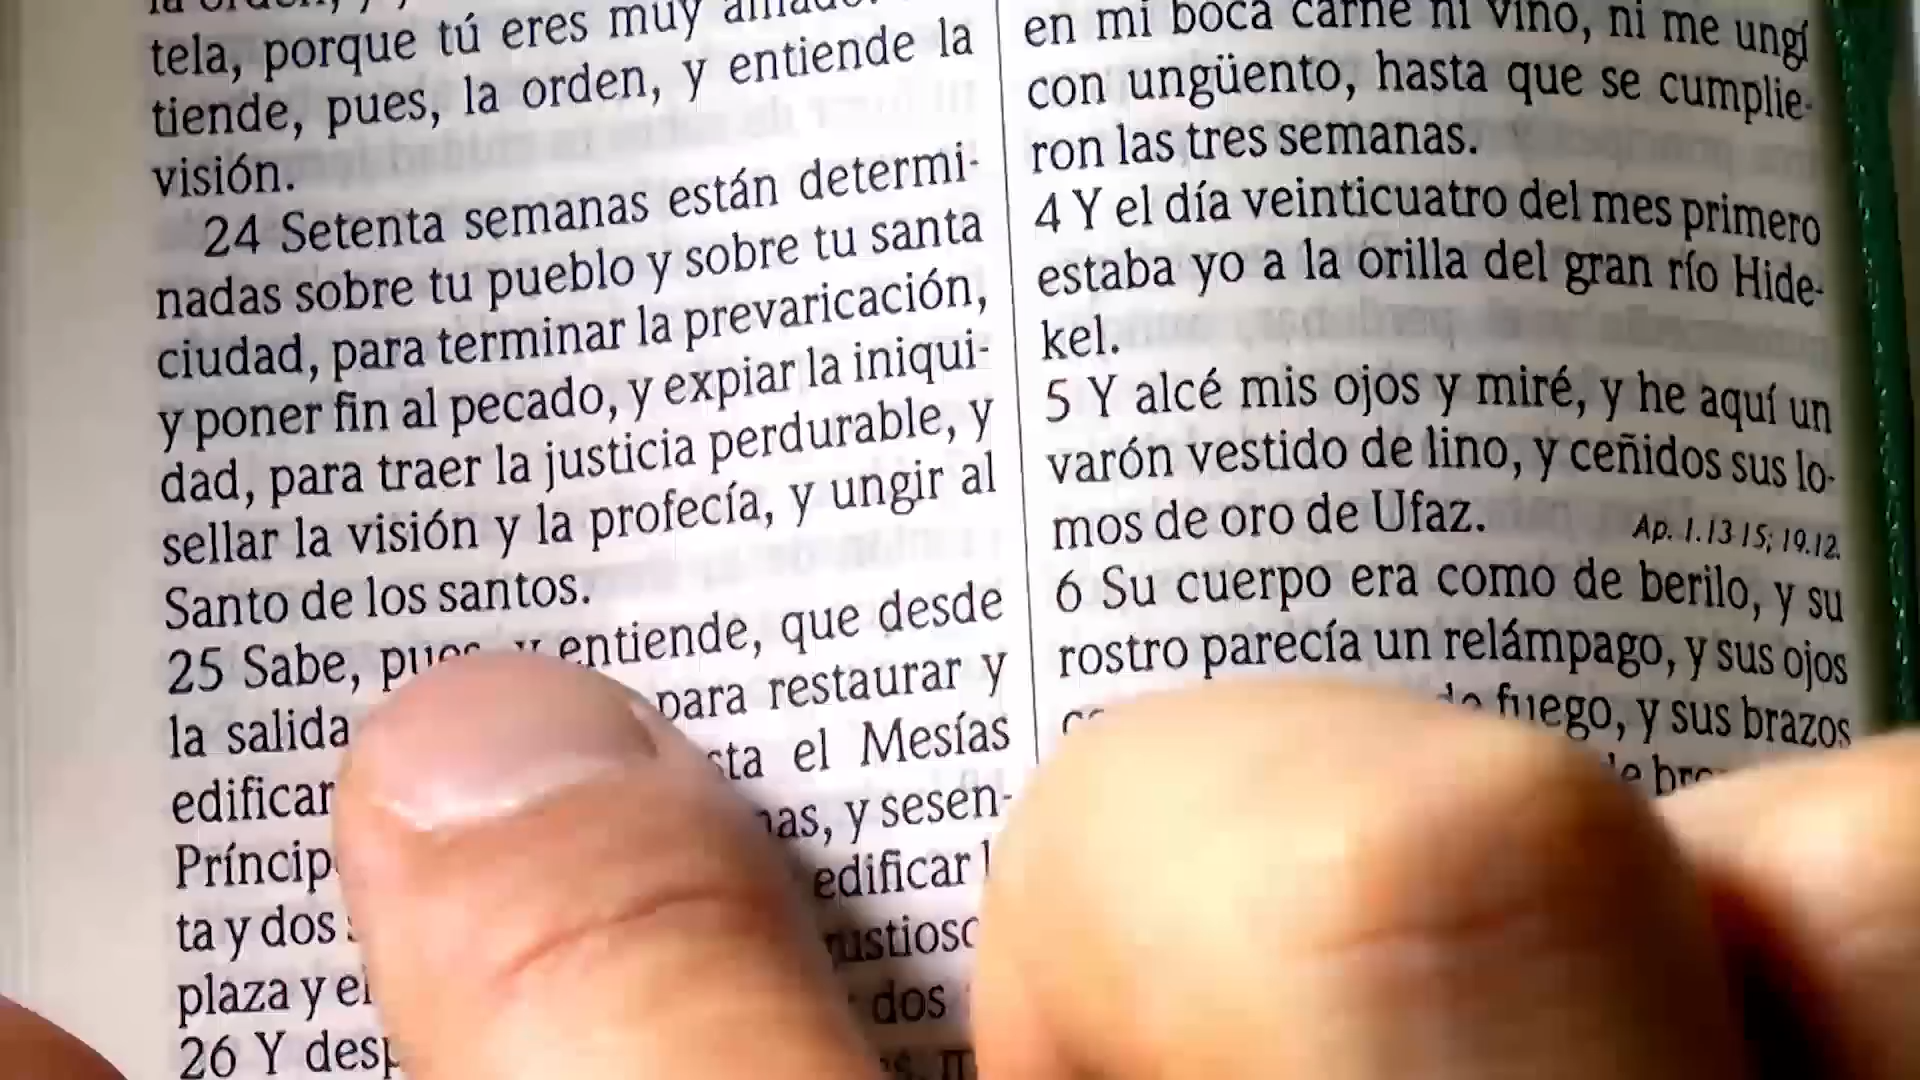 tela, porque tú eres muy
tiende, pues, la orden, y entiende la
visión.
24 Setenta semanas están determi-
nadas sobre tu pueblo y sobre tu santa
ciudad, para terminar la prevaricación,
y poner fin al pecado, y expiar la iniqui-
dad, para traer la justicia perdurable, y
sellar la visión y la profecía, y ungir al
Santo de los santos.
25 Sabe, entiende, que desde
la salida para restaurar y
edificar el Mesías
y sesen-
ta y dos edificar
plaza y el dos
26 Y
en mi boca carne ni vino, ni me ungí
con ungüento, hasta que se cumplie-
ron las tres semanas.
4 Y el día veinticuatro del mes primero
estaba yo a la orilla del gran río Hide-
kel.
5 Y alcé mis ojos y miré, y he aquí un
varón vestido de lino, y ceñidos sus lo-
mos de oro de Ufaz. Ap. 1.13-15; 19.12.
6 Su cuerpo era como de berilo, y su
rostro parecía un relámpago, y sus ojos
fuego, y sus brazos